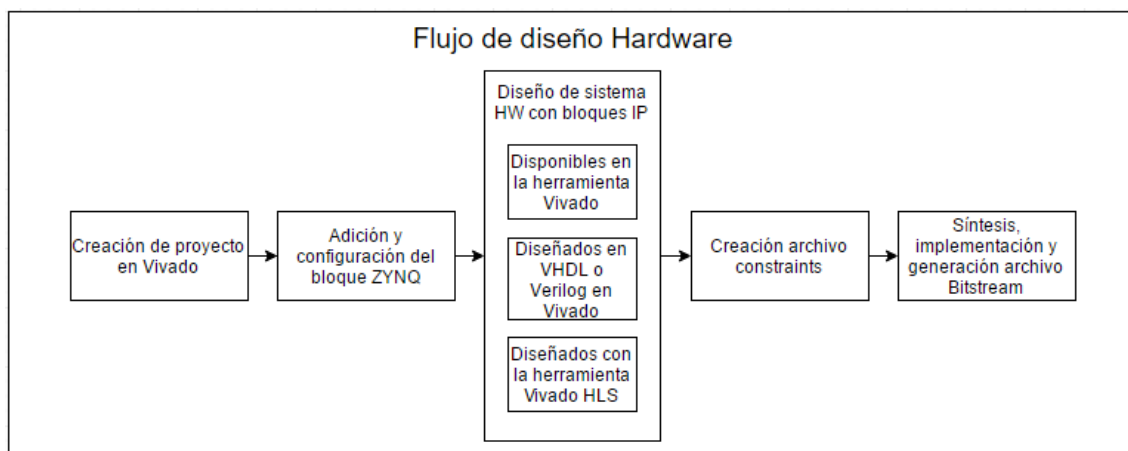 Flujo de diseño Hardware
Creación de proyecto
en Vivado
Adición y
configuración del
bloque ZYNQ
Diseño de sistema
HW con bloques IP
Disponibles en
la herramienta
Vivado
Diseñados en
VHDL o
Verilog en
Vivado
Diseñados con
la herramienta
Vivado HLS
Creación archivo
constraints
Síntesis,
implementación y
generación archivo
Bitstream